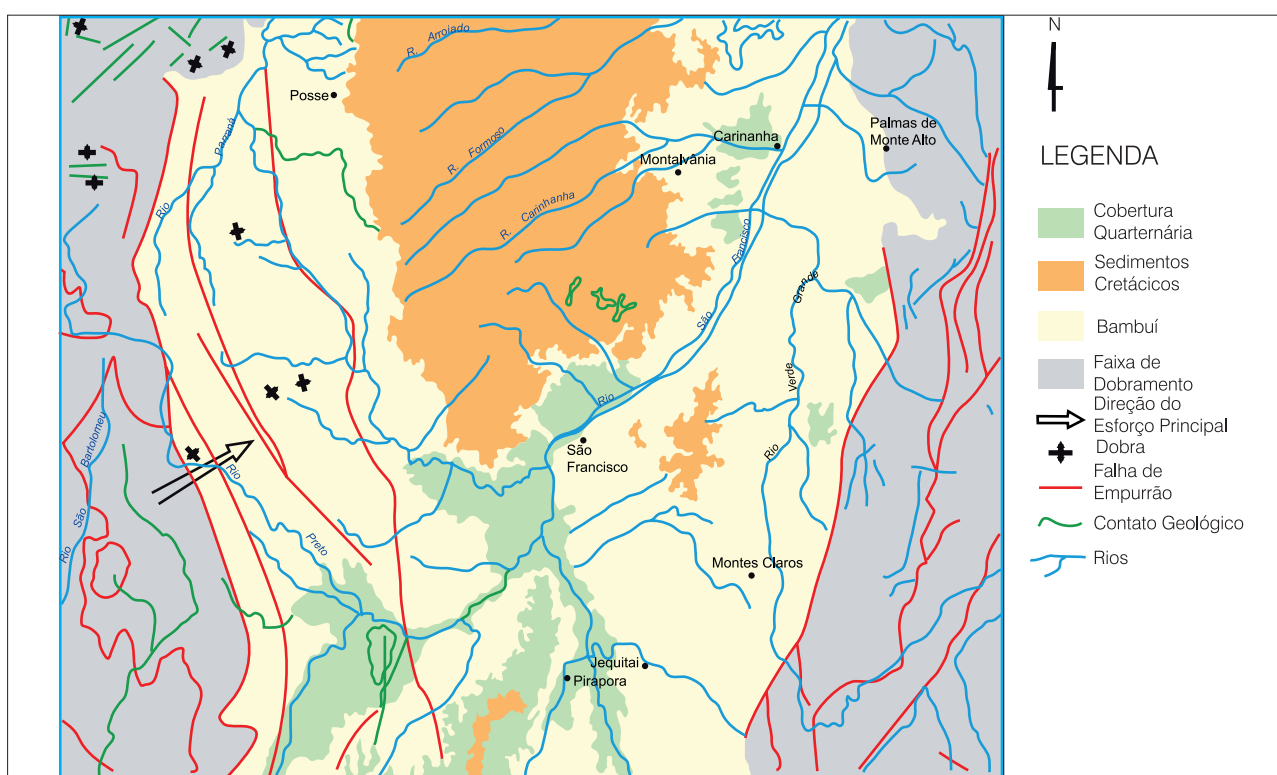 N
R. Arrojado
Posse
Rio Parranã
R. Formoso
Carinanha
Palmas de
Monte Alto
Montalvânia
R. Carinhanha
Rio São Francisco
Rio Verde Grande
São
Francisco
Rio São Bartolomeu
Rio Preto
Montes Claros
Jequitai
Pirapora
LEGENDA
Cobertura
Quarternária
Sedimentos
Cretácicos
Bambuí
Faixa de
Dobramento
Direção do
Esforço Principal
Dobra
Falha de
Empurrão
Contato Geológico
Rios